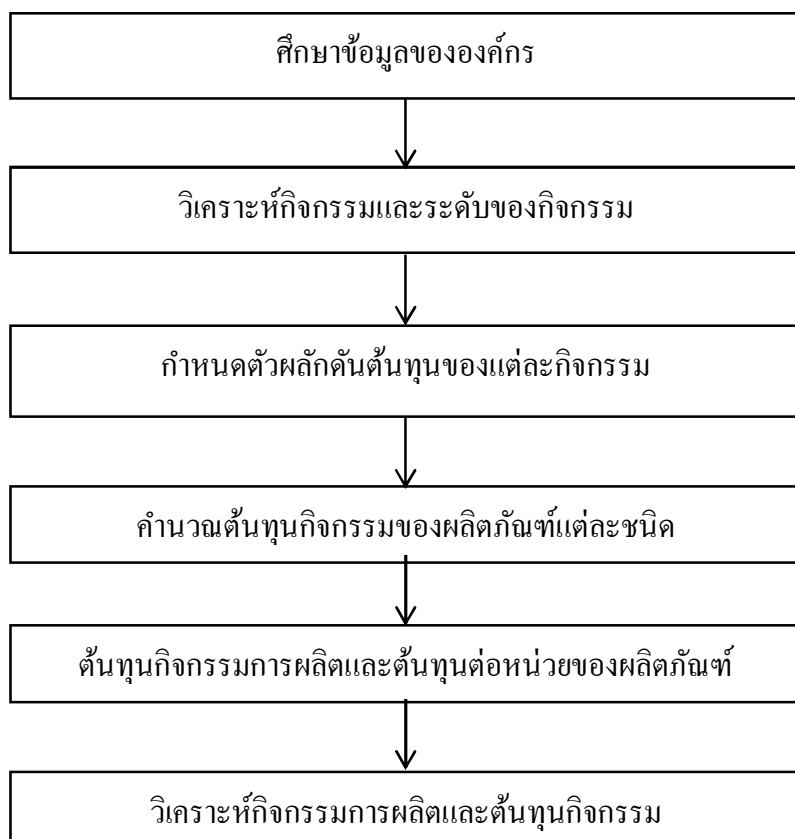 ศึกษาข้อมูลขององค์กร
วิเคราะห์กิจกรรมและระดับของกิจกรรม
กำหนดตัวผลักดันต้นทุนของแต่ละกิจกรรม
คำนวณต้นทุนกิจกรรมของผลิตภัณฑ์แต่ละชนิด
ต้นทุนกิจกรรมการผลิตและต้นทุนต่อหน่วยของผลิตภัณฑ์
วิเคราะห์กิจกรรมการผลิตและต้นทุนกิจกรรม